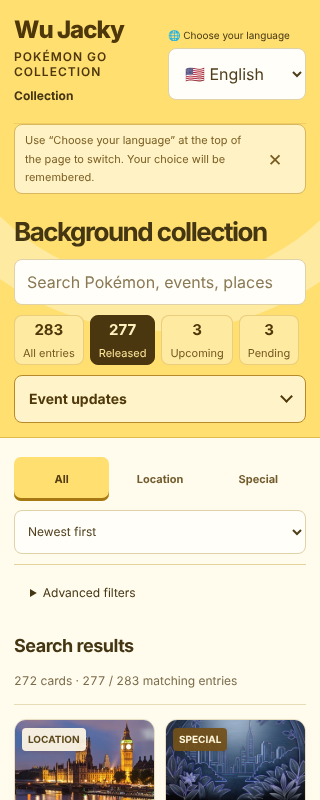 Wu Jacky
POKÉMON GO
COLLECTION
Collection
🌐 Choose your language
🇺🇸 English
Use “Choose your language” at the top of
the page to switch. Your choice will be
remembered.
✕
Background collection
Search Pokémon, events, places
283
All entries
277
Released
3
Upcoming
3
Pending
Event updates
All
Location
Special
Newest first
▶ Advanced filters
Search results
272 cards · 277 / 283 matching entries
LOCATION
SPECIAL